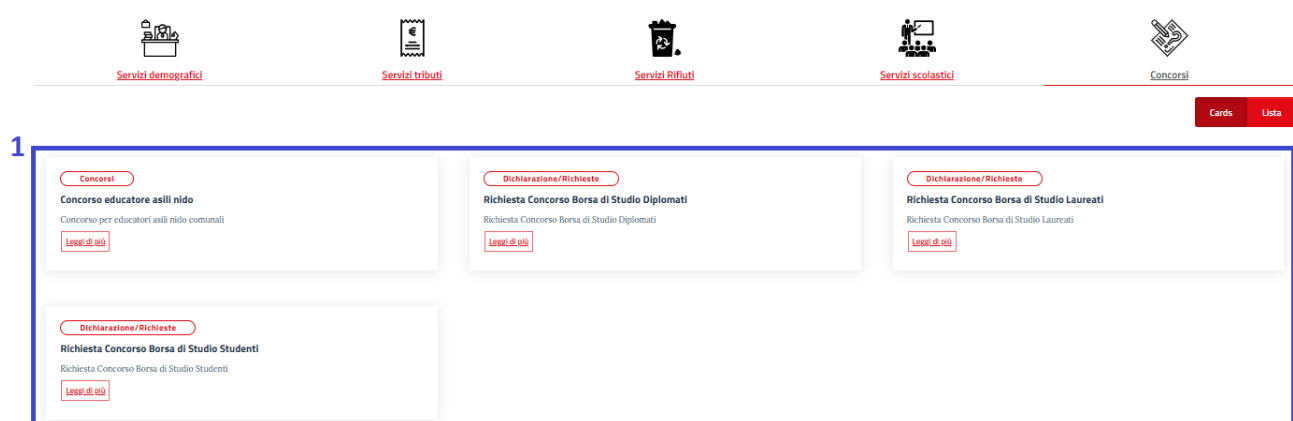 Servizi demografici
Servizi tributi
Servizi Rifiuti
Servizi scolastici
Concorsi
Cards
Lista
1
Concorsi
Concorso educatore asili nido
Concorso per educatori asili nido comunali
Leggi di più
Dichiarazione/Richieste
Richiesta Concorso Borsa di Studio Diplomati
Richiesta Concorso Borsa di Studio Diplomati
Leggi di più
Dichiarazione/Richieste
Richiesta Concorso Borsa di Studio Laureati
Richiesta Concorso Borsa di Studio Laureati
Leggi di più
Dichiarazione/Richieste
Richiesta Concorso Borsa di Studio Studenti
Richiesta Concorso Borsa di Studio Studenti
Leggi di più